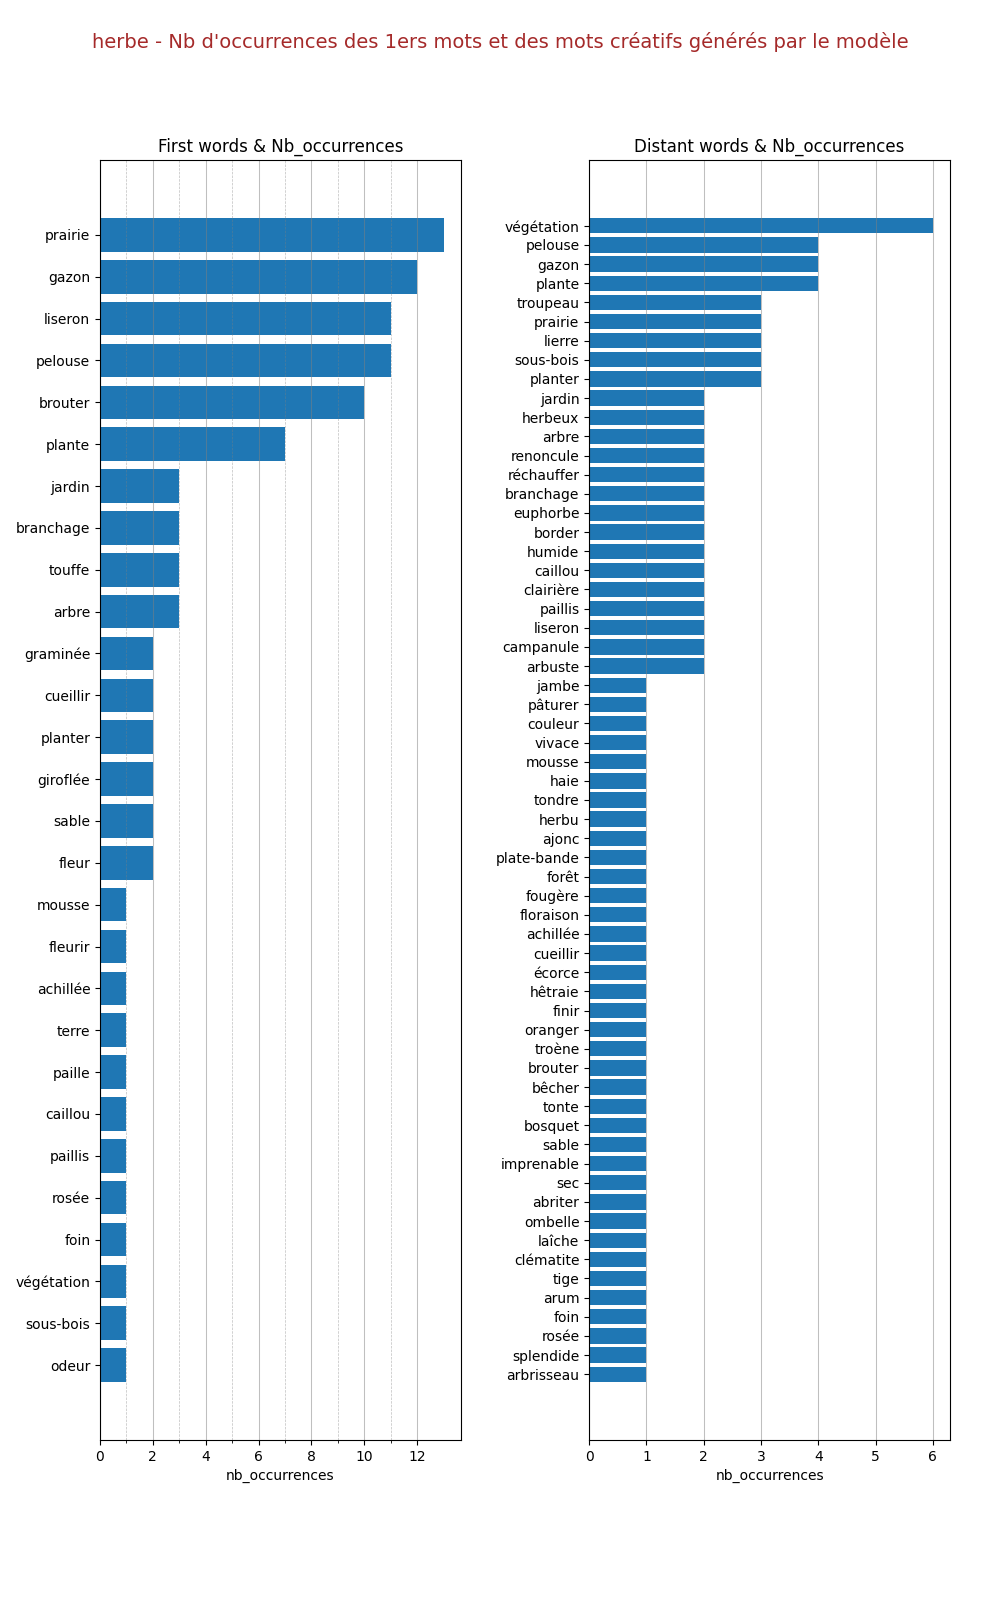 herbe - Nb d'occurrences des 1ers mots et des mots créatifs générés par le modèle
First words & Nb_occurrences
prairie
gazon
liseron
pelouse
brouter
plante
jardin
branchage
touffe
arbre
graminée
cueillir
planter
giroflée
sable
fleur
mousse
fleurir
achillée
terre
paille
caillou
paillis
rosée
foin
végétation
sous-bois
odeur
0 2 4 6 8 10 12
nb_occurrences
Distant words & Nb_occurrences
végétation
pelouse
gazon
plante
troupeau
prairie
lierre
sous-bois
planter
jardin
herbeux
arbre
renoncule
réchauffer
branchage
euphorbe
border
humide
caillou
clairière
paillis
liseron
campanule
arbuste
jambe
pâturer
couleur
vivace
mousse
haie
tondre
herbu
ajonc
plate-bande
forêt
fougère
floraison
achillée
cueillir
écorce
hêtraie
finir
oranger
troène
brouter
bêcher
tonte
bosquet
sable
imprenable
sec
abriter
ombelle
laîche
clématite
tige
arum
foin
rosée
splendide
arbrisseau
0 1 2 3 4 5 6
nb_occurrences